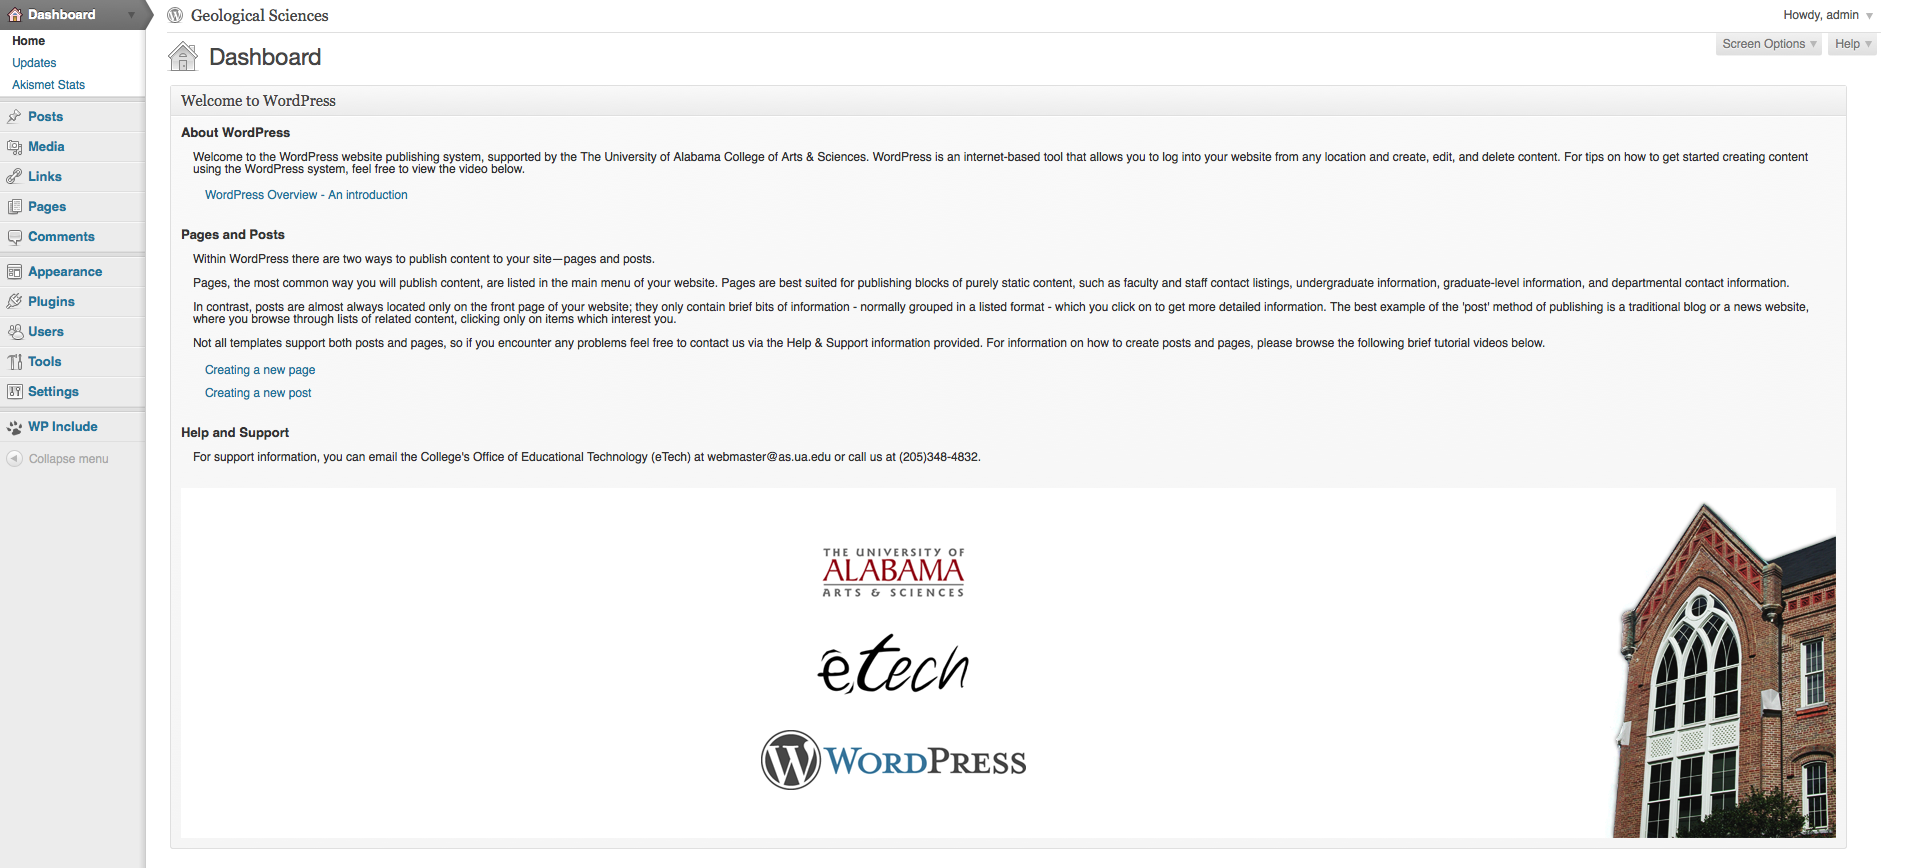 Dashboard
Home
Updates
Akismet Stats
Posts
Media
Links
Pages
Comments
Appearance
Plugins
Users
Tools
Settings
WP Include
Collapse menu
Geological Sciences
Howdy, admin
Screen Options
Help
Dashboard
Welcome to WordPress
About WordPress
Welcome to the WordPress website publishing system, supported by the The University of Alabama College of Arts & Sciences. WordPress is an internet-based tool that allows you to log into your website from any location and create, edit, and delete content. For tips on how to get started creating content
using the WordPress system, feel free to view the video below.
WordPress Overview - An introduction
Pages and Posts
Within WordPress there are two ways to publish content to your site—pages and posts.
Pages, the most common way you will publish content, are listed in the main menu of your website. Pages are best suited for publishing blocks of purely static content, such as faculty and staff contact listings, undergraduate information, graduate-level information, and departmental contact information.
In contrast, posts are almost always located only on the front page of your website; they only contain brief bits of information - normally grouped in a listed format - which you click on to get more detailed information. The best example of the 'post' method of publishing is a traditional blog or a news website,
where you browse through lists of related content, clicking only on items which interest you.
Not all templates support both posts and pages, so if you encounter any problems feel free to contact us via the Help & Support information provided. For information on how to create posts and pages, please browse the following brief tutorial videos below.
Creating a new page
Creating a new post
Help and Support
For support information, you can email the College's Office of Educational Technology (eTech) at webmaster@as.ua.edu or call us at (205)348-4832.
THE UNIVERSITY OF
ALABAMA
ARTS & SCIENCES
eTech
WORDPRESS